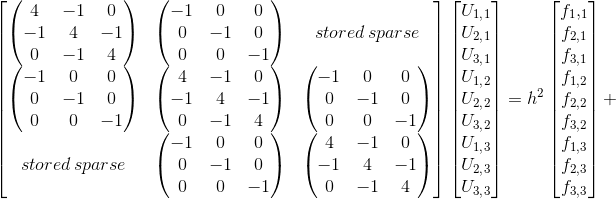 4 −1 0 −1 0 0 U₁,₁ f₁,₁
−1 4 −1 0 −1 0 stored sparse U₂,₁ f₂,₁
0 −1 4 0 0 −1 U₃,₁ f₃,₁
−1 0 0 4 −1 0 −1 0 0 U₁,₂ f₁,₂
0 −1 0 −1 4 −1 0 −1 0 U₂,₂ = h² f₂,₂ +
0 0 −1 0 −1 4 0 0 −1 U₃,₂ f₃,₂
−1 0 0 4 −1 0 U₁,₃ f₁,₃
stored sparse 0 −1 0 −1 4 −1 U₂,₃ f₂,₃
0 0 −1 0 −1 4 U₃,₃ f₃,₃